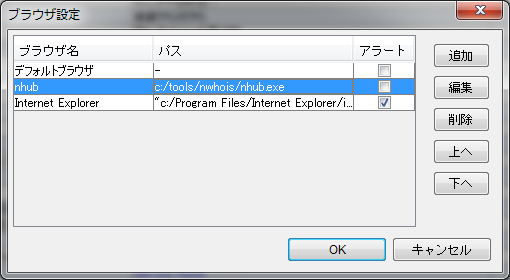 ブラウザ設定
ブラウザ名 パス アラート
デフォルトブラウザ -
nhub c:/tools/nwhois/nhub.exe
Internet Explorer "c:/Program Files/Internet Explorer/i...
追加
編集
削除
上へ
下へ
OK キャンセル